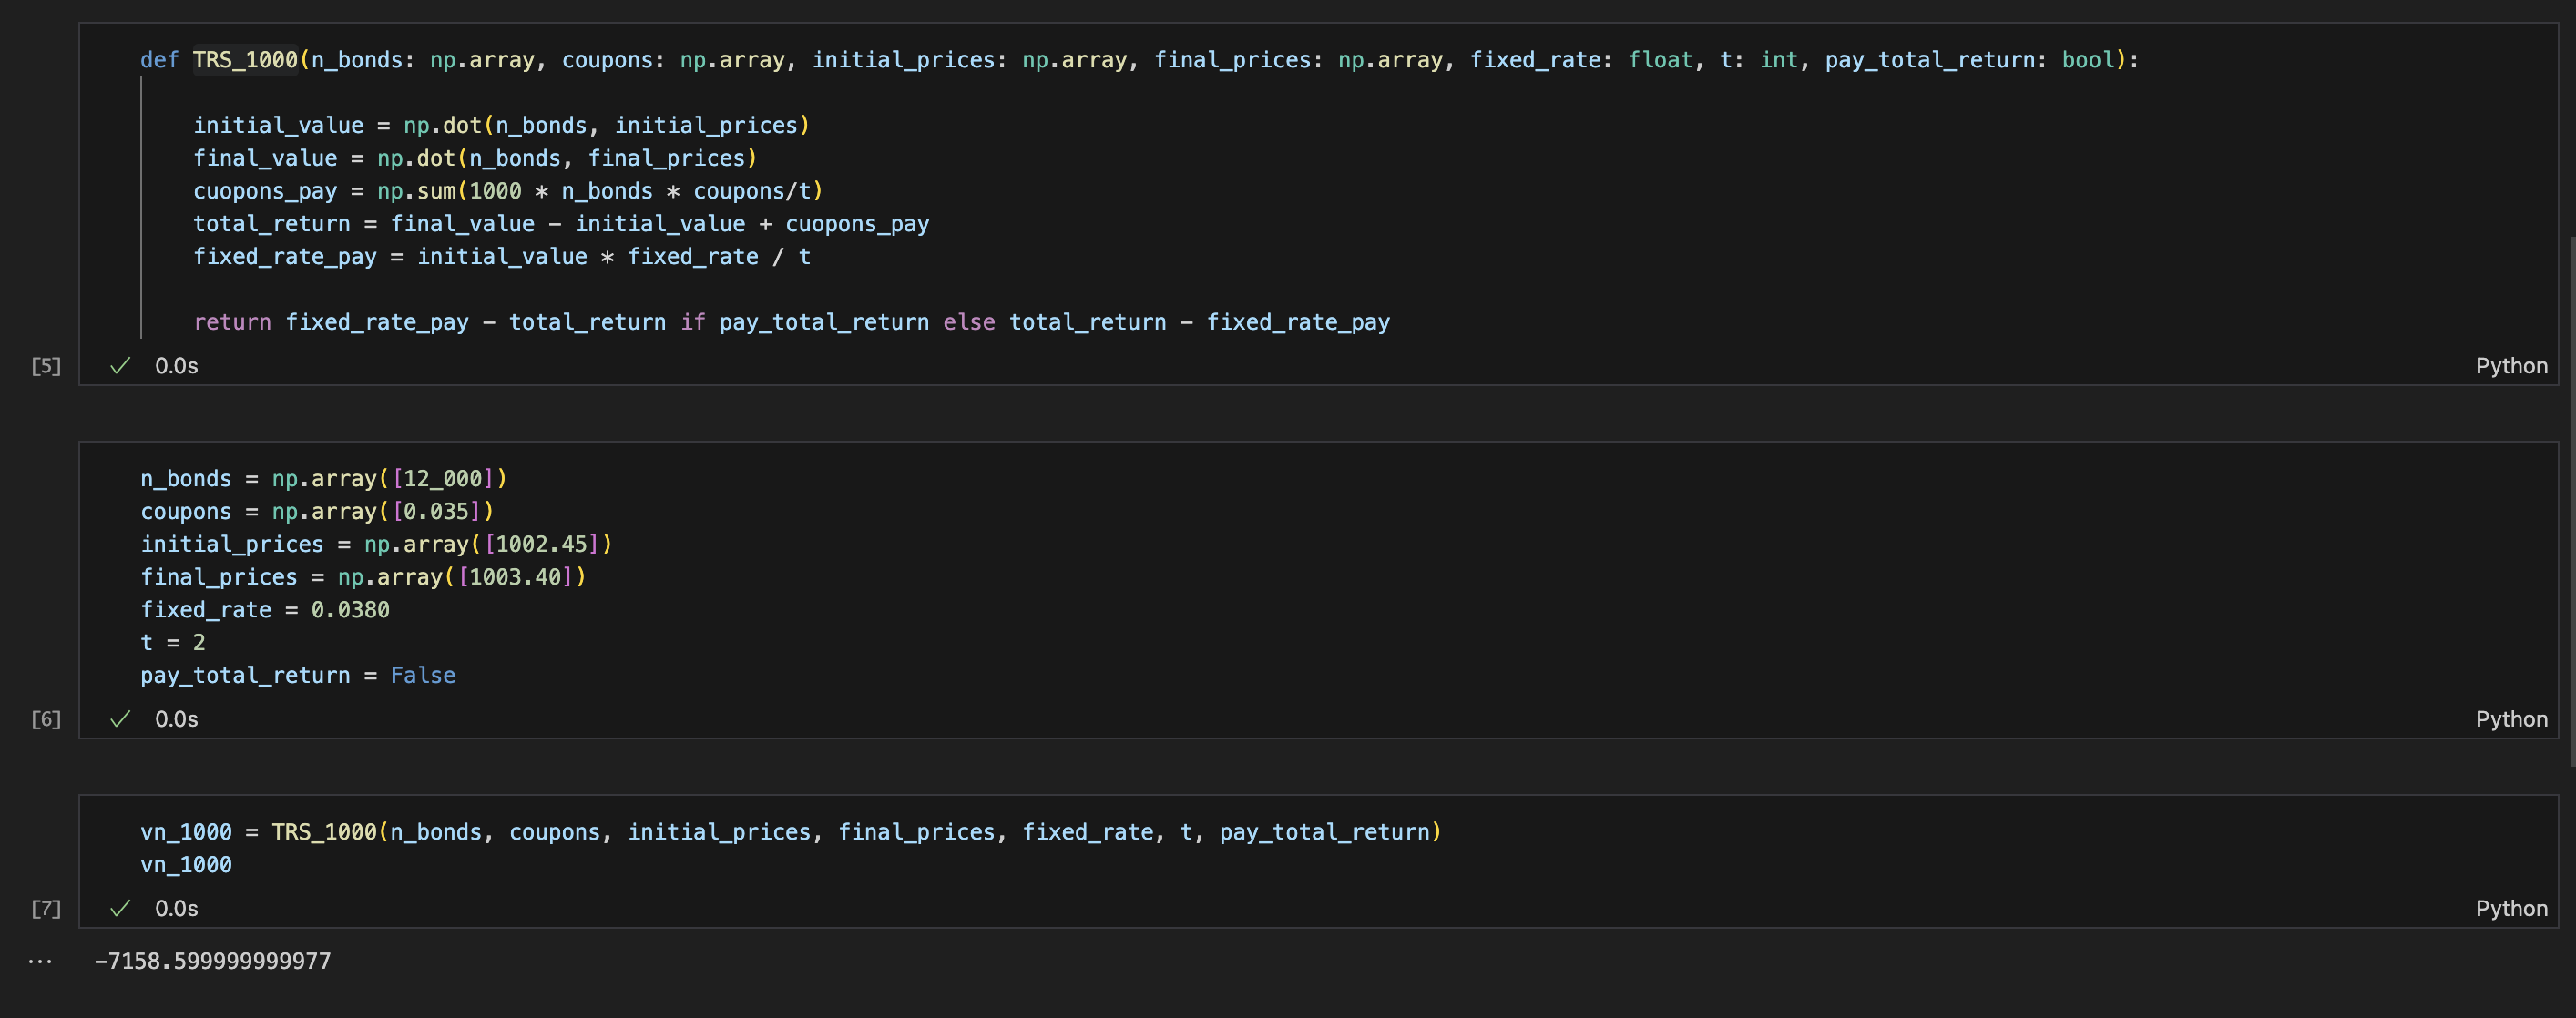 def TRS_1000(n_bonds: np.array, coupons: np.array, initial_prices: np.array, final_prices: np.array, fixed_rate: float, t: int, pay_total_return: bool):
initial_value = np.dot(n_bonds, initial_prices)
final_value = np.dot(n_bonds, final_prices)
cuopons_pay = np.sum(1000 * n_bonds * coupons/t)
total_return = final_value - initial_value + cuopons_pay
fixed_rate_pay = initial_value * fixed_rate / t
return fixed_rate_pay - total_return if pay_total_return else total_return - fixed_rate_pay
[5] ✓ 0.0s Python
n_bonds = np.array([12_000])
coupons = np.array([0.035])
initial_prices = np.array([1002.45])
final_prices = np.array([1003.40])
fixed_rate = 0.0380
t = 2
pay_total_return = False
[6] ✓ 0.0s Python
vn_1000 = TRS_1000(n_bonds, coupons, initial_prices, final_prices, fixed_rate, t, pay_total_return)
vn_1000
[7] ✓ 0.0s Python
... -7158.599999999977